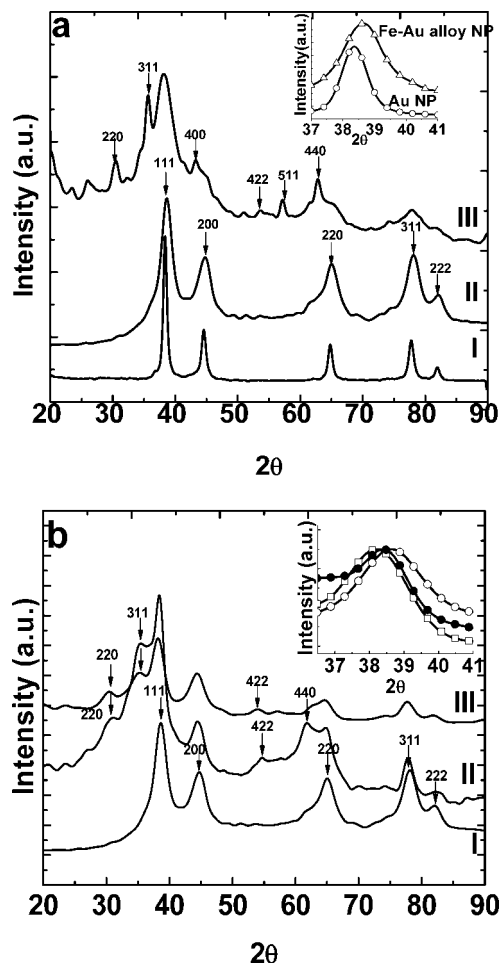 a
Intensity (a.u.)
311
220
111
400
422
511
440
III
200
220
311
222
II
I
20 30 40 50 60 70 80 90
2θ
Intensity(a.u.)
Fe-Au alloy NP
Au NP
37 38 39 40 41
2θ
b
Intensity (a.u.)
311
220
422
III
220
111
200
422
440
220
311
222
II
I
20 30 40 50 60 70 80 90
2θ
Intensity (a.u.)
37 38 39 40 41
2θ